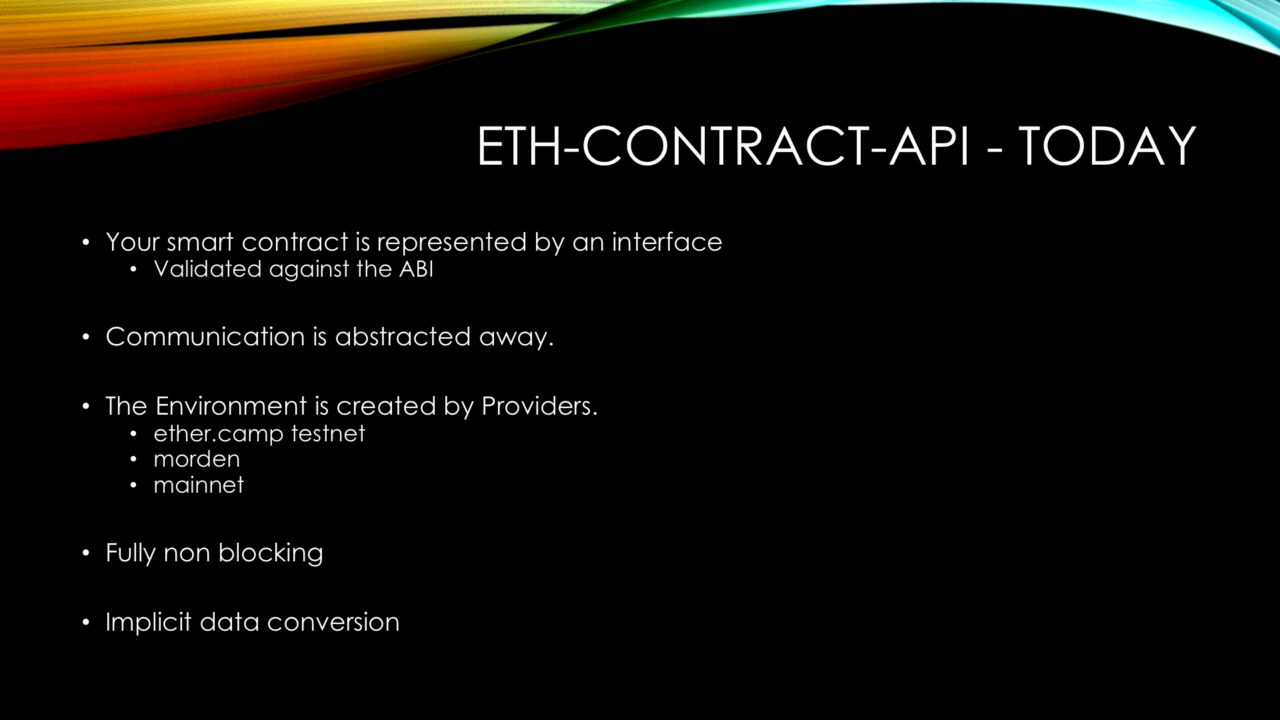 ETH-CONTRACT-API - TODAY
• Your smart contract is represented by an interface
• Validated against the ABI
• Communication is abstracted away.
• The Environment is created by Providers.
• ether.camp testnet
• morden
• mainnet
• Fully non blocking
• Implicit data conversion